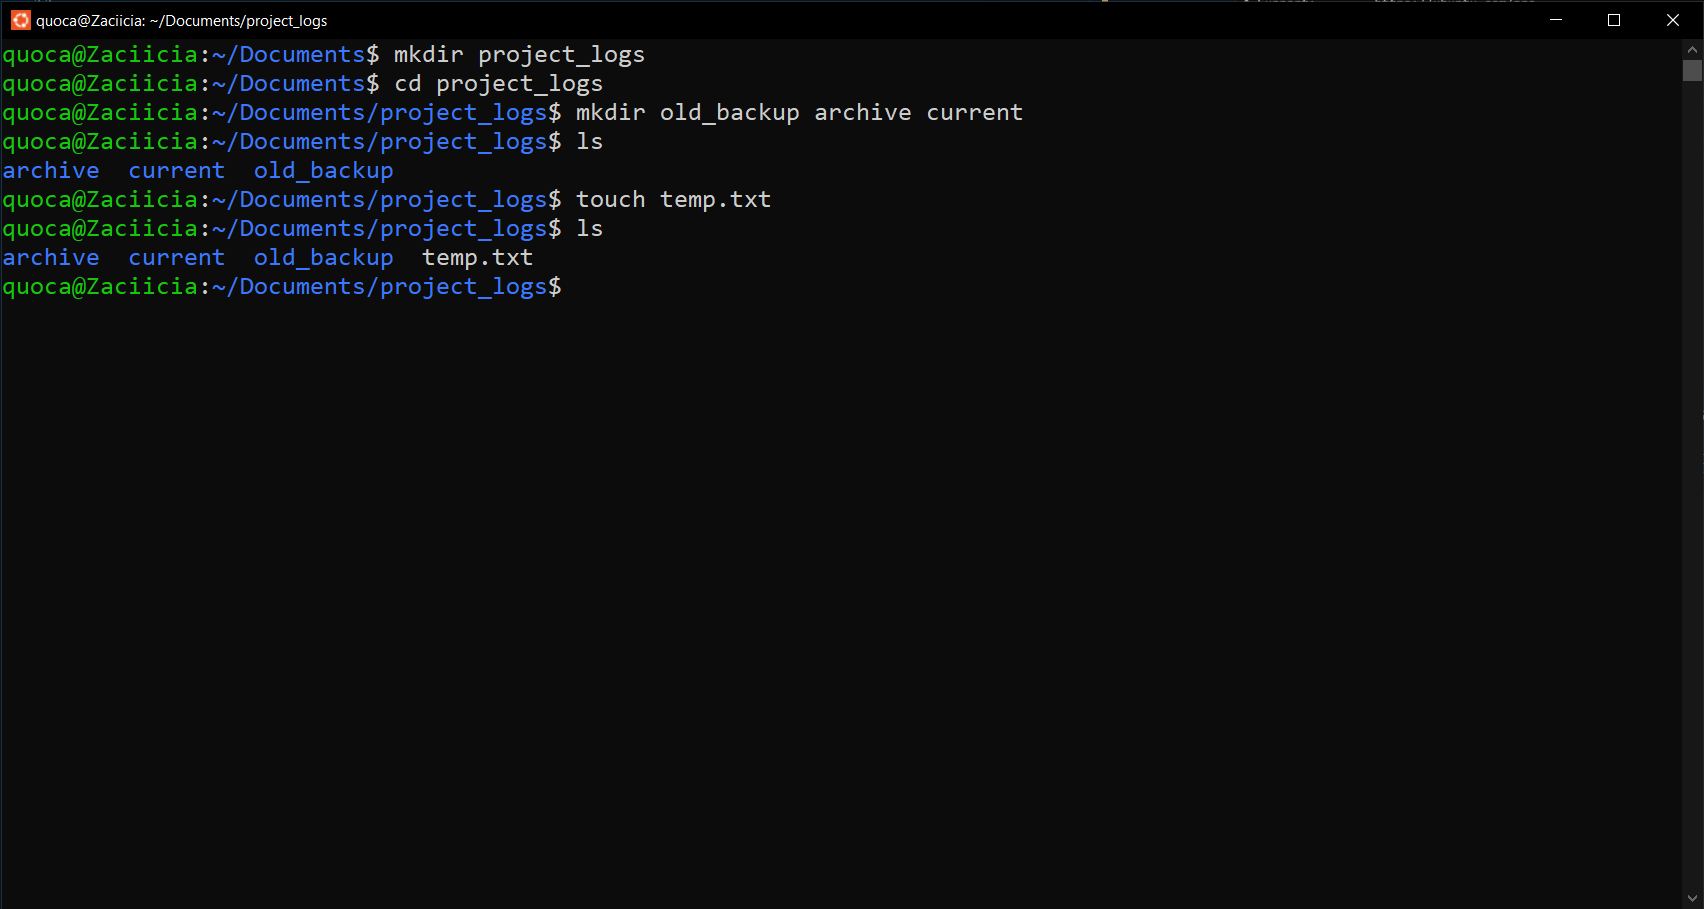 quoca@Zaciicia: ~/Documents/project_logs
quoca@Zaciicia:~/Documents$ mkdir project_logs
quoca@Zaciicia:~/Documents$ cd project_logs
quoca@Zaciicia:~/Documents/project_logs$ mkdir old_backup archive current
quoca@Zaciicia:~/Documents/project_logs$ ls
archive  current  old_backup
quoca@Zaciicia:~/Documents/project_logs$ touch temp.txt
quoca@Zaciicia:~/Documents/project_logs$ ls
archive  current  old_backup  temp.txt
quoca@Zaciicia:~/Documents/project_logs$